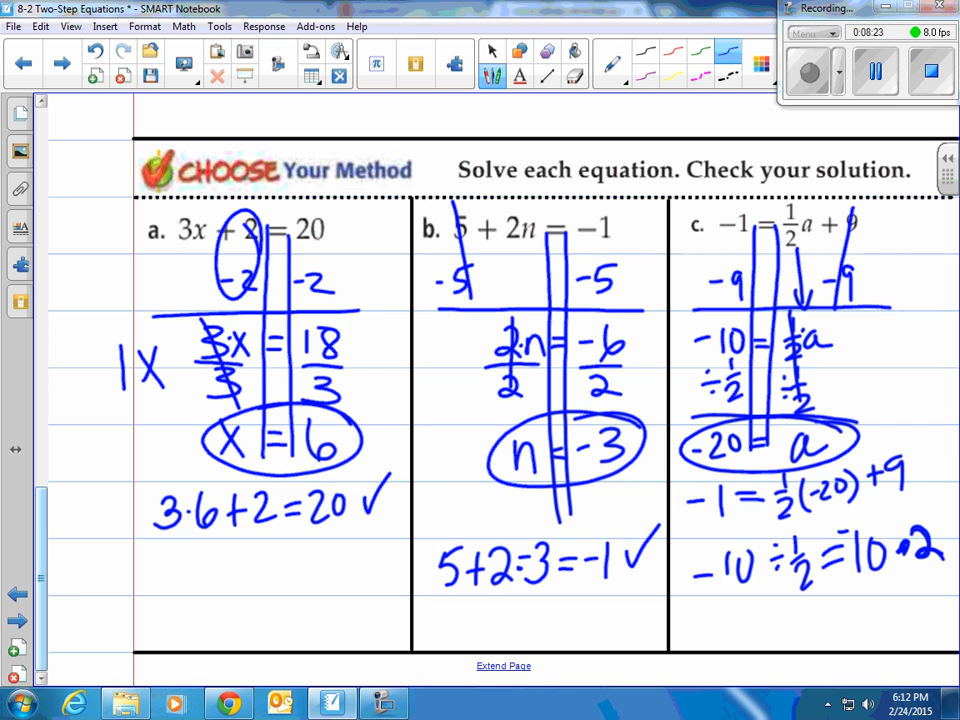 8-2 Two-Step Equations * - SMART Notebook
Recording...
File Edit View Insert Format Math Tools Response Add-ons Help
Menu
0:08:23
8.0 fps
CHOOSE Your Method
Solve each equation. Check your solution.
a. 3x + 2 = 20
-2 -2
3·x = 18
3 3
1x
x = 6
3·6+2=20 ✓
b. 5 + 2n = −1
-5 -5
2·n = -6
2 2
n = -3
5+2·-3=-1 ✓
c. −1 = 1/2 a + 9
-9 -9
-10 = 1/2·a
÷ 1/2 ÷ 1/2
-20 = a
-1 = 1/2(-20)+9
-10 ÷ 1/2 = -10 • 2
Extend Page
6:12 PM
2/24/2015